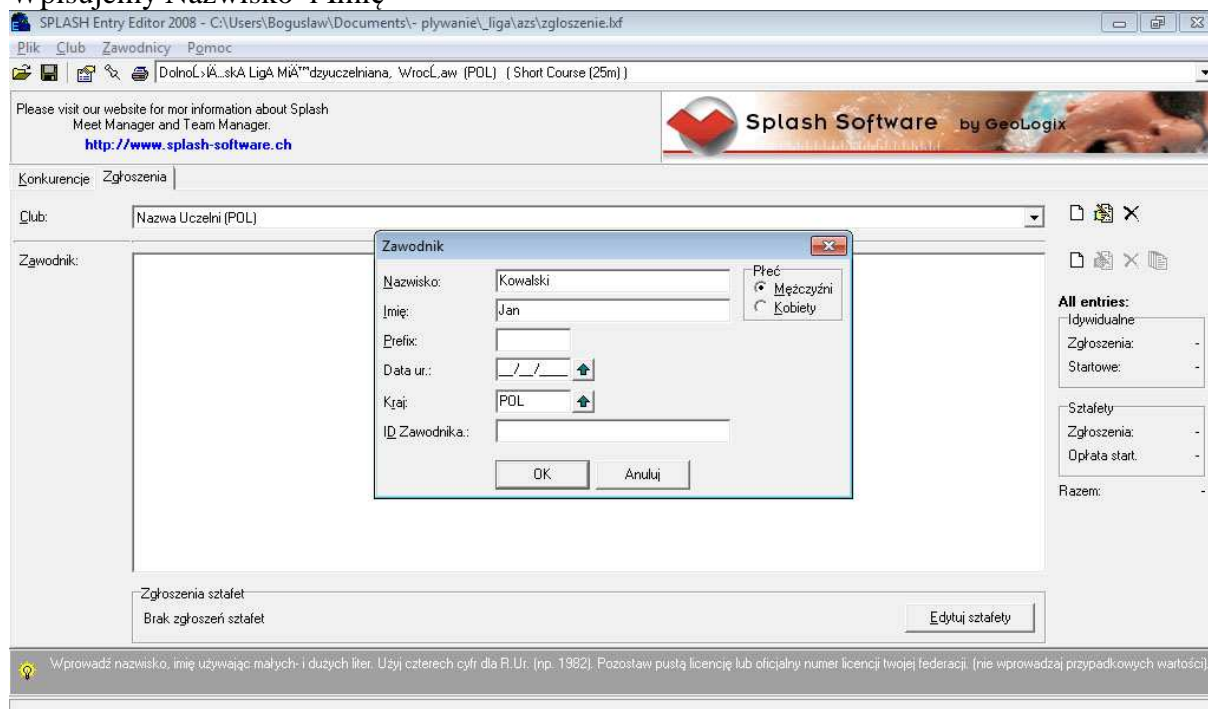 Wpisujemy Nazwisko i Imię
SPLASH Entry Editor 2008 - C:\Users\Boguslaw\Documents\- plywanie\_liga\azs\zgloszenie.lxf
Plik Club Zawodnicy Pomoc
DolnoĹ›lÄ…skA LigA MiÄ™dzyuczelniana, WrocĹ‚aw (POL) ( Short Course (25m) )
Please visit our website for mor information about Splash
Meet Manager and Team Manager.
http://www.splash-software.ch
Splash Software by GeoLogix
Konkurencje Zgłoszenia
Club: Nazwa Uczelni (POL)
Zawodnik:
Zawodnik
Nazwisko: Kowalski
Imię: Jan
Prefix:
Data ur.: __/__/____
Kraj: POL
ID Zawodnika.:
Płeć
Mężczyźni
Kobiety
OK Anuluj
All entries:
Idywidualne
Zgłoszenia: -
Startowe: -
Sztafety
Zgłoszenia: -
Opłata start. -
Razem: -
Zgłoszenia sztafet
Brak zgłoszeń sztafet
Edytuj sztafety
Wprowadź nazwisko, imię używając małych- i dużych liter. Użyj czterech cyfr dla R.Ur. (np. 1982). Pozostaw pustą licencję lub oficjalny numer licencji twojej federacji. (nie wprowadzaj przypadkowych wartości).